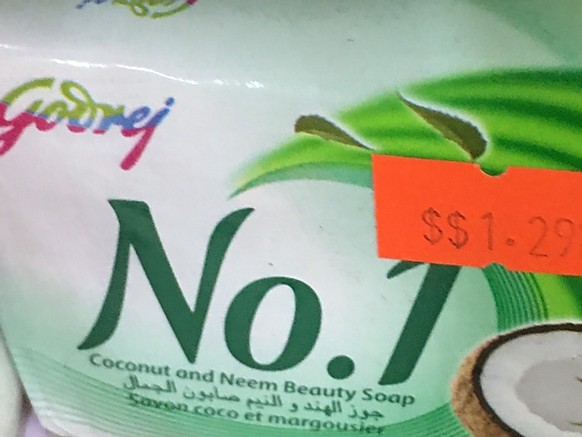 Godrej
$$1.29
No.1
Coconut and Neem Beauty Soap
جوز الهند و النيم صابون الجمال
Savon coco et margousier